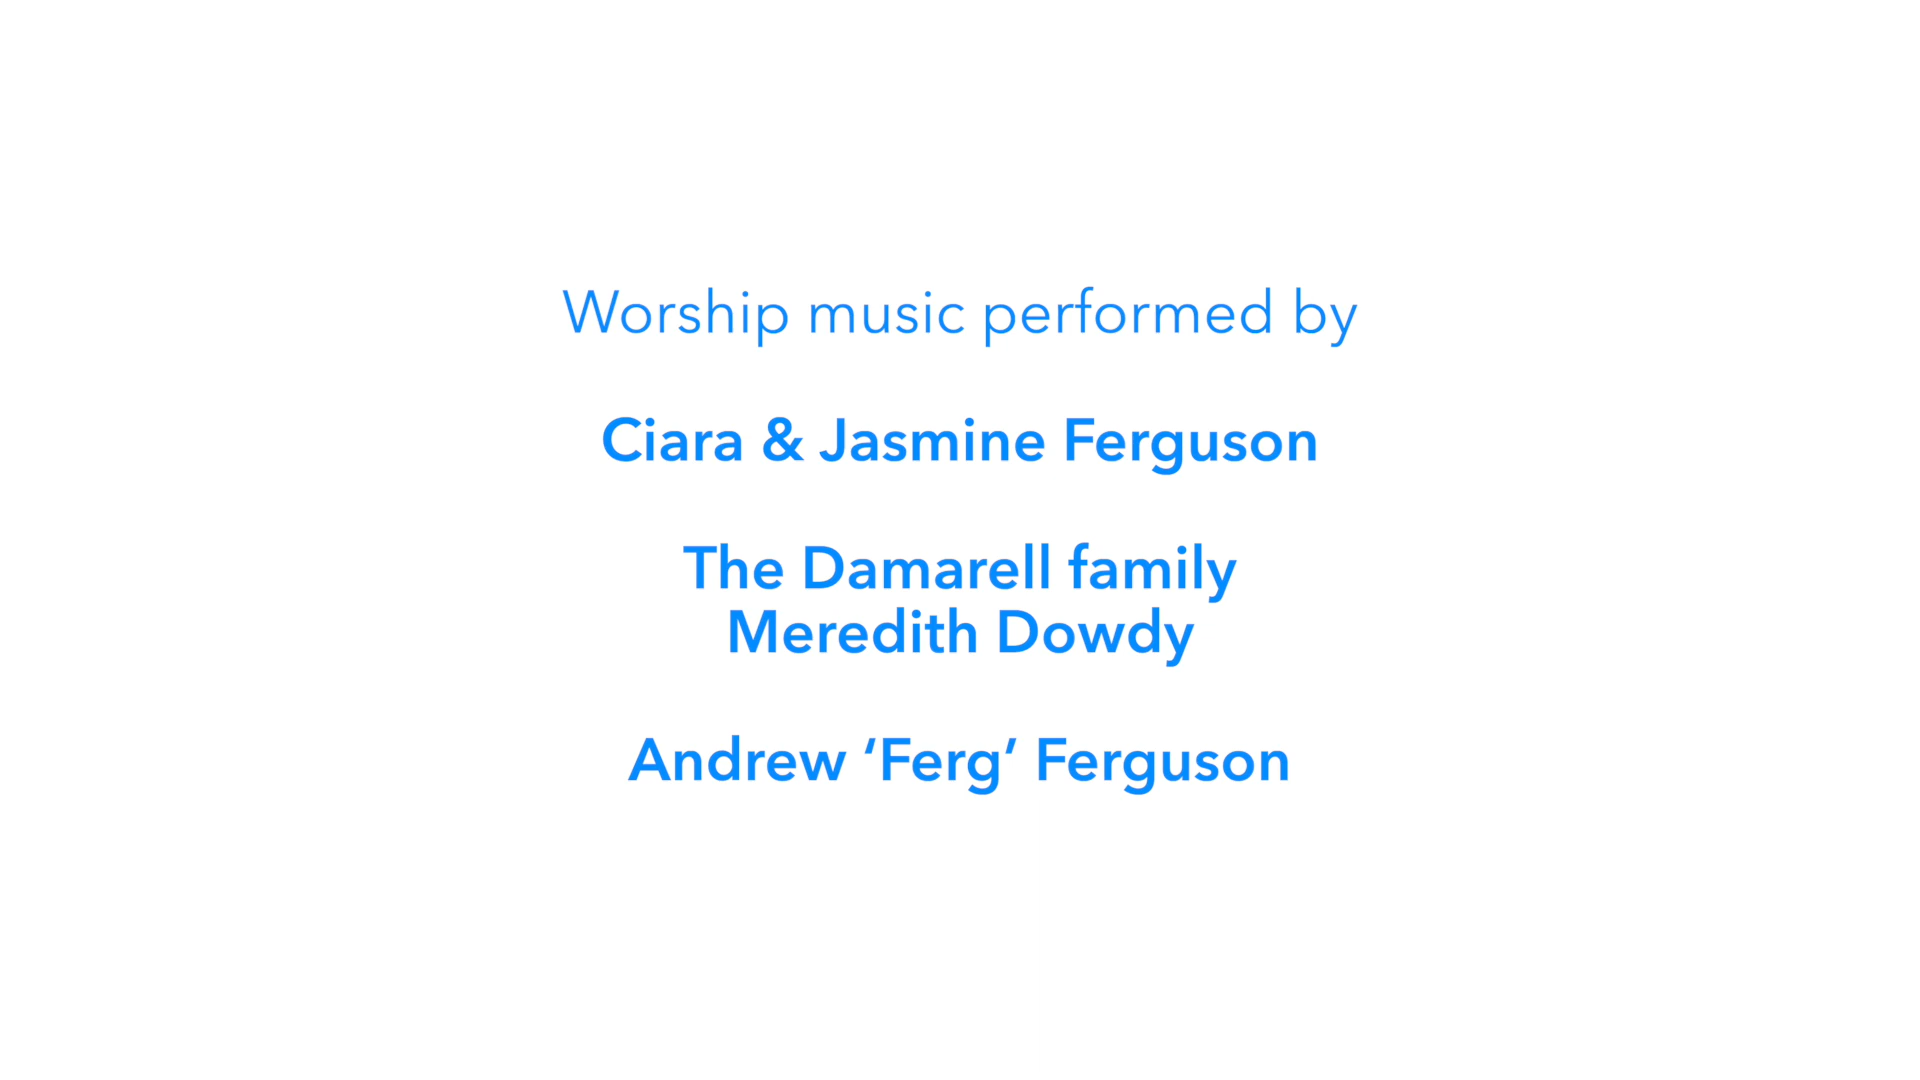 Worship music performed by
Ciara & Jasmine Ferguson
The Damarell family
Meredith Dowdy
Andrew ‘Ferg’ Ferguson